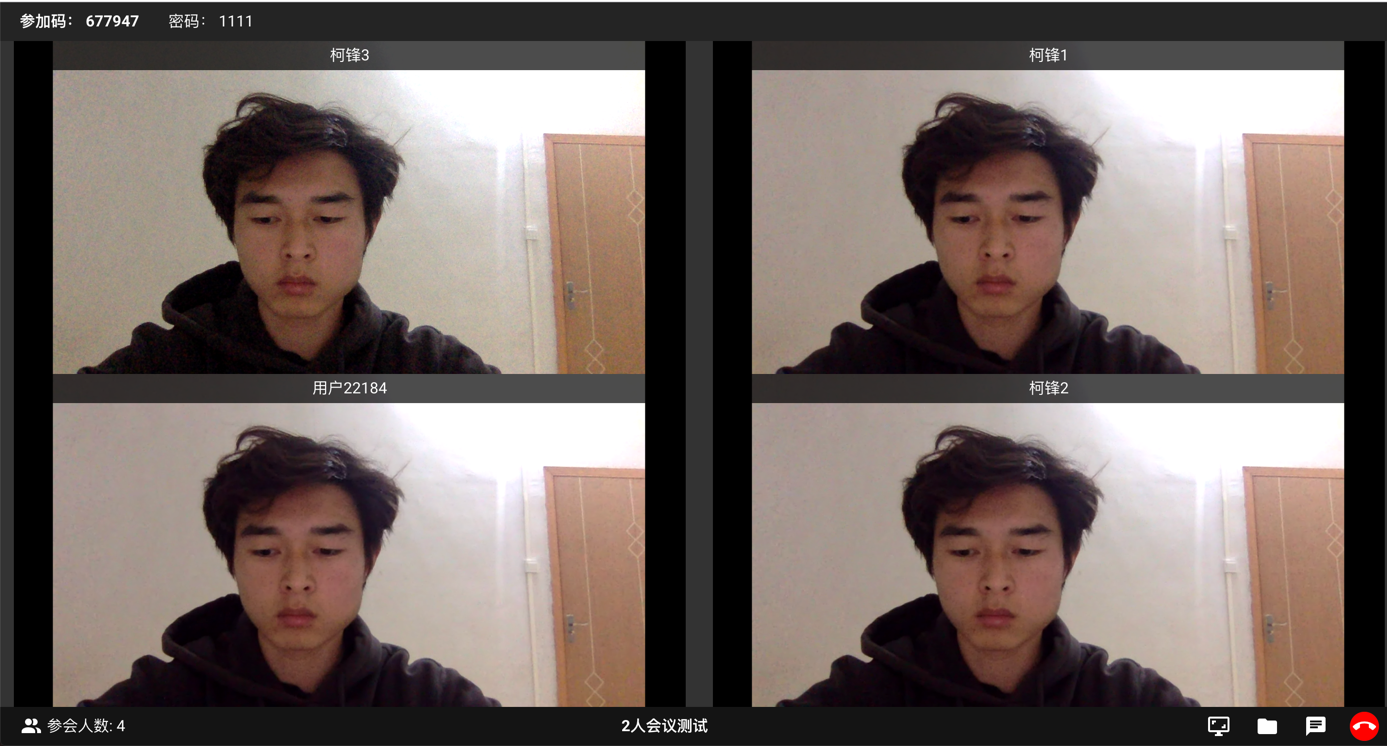 参加码： 677947 密码： 1111
柯锋3
柯锋1
用户22184
柯锋2
参会人数: 4
2人会议测试